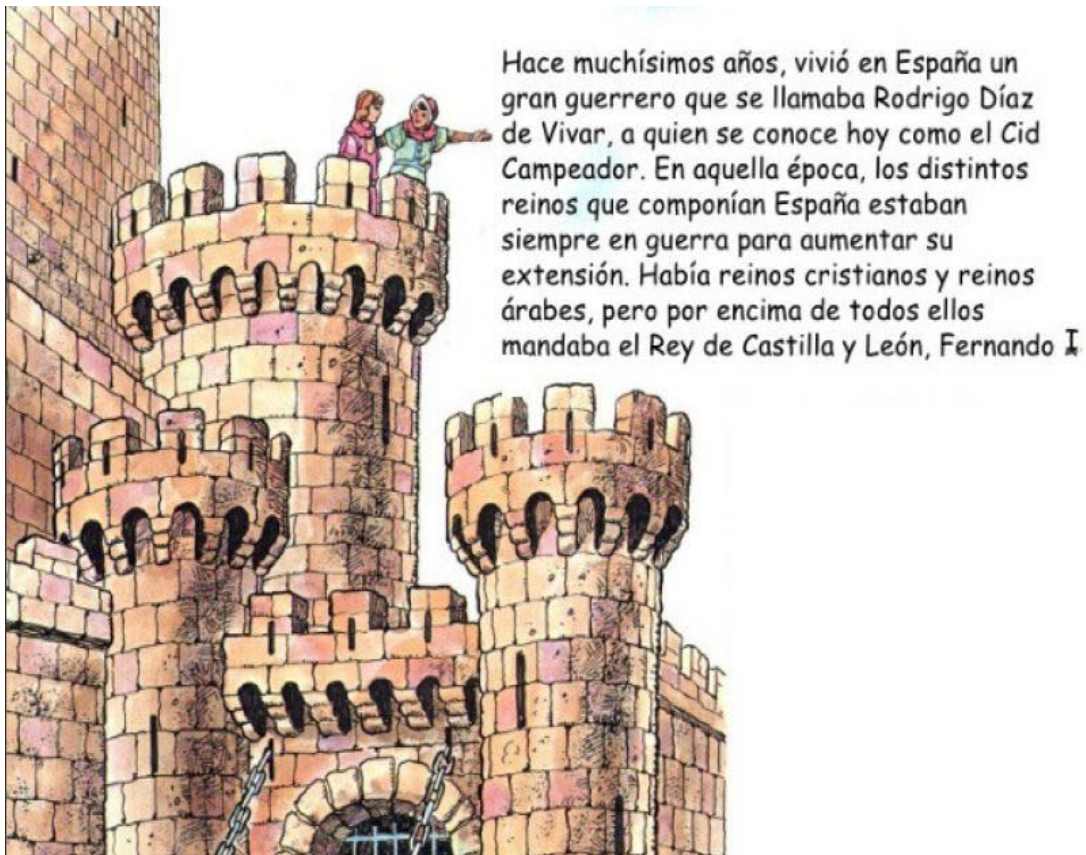 Hace muchísimos años, vivió en España un
gran guerrero que se llamaba Rodrigo Díaz
de Vivar, a quien se conoce hoy como el Cid
Campeador. En aquella época, los distintos
reinos que componían España estaban
siempre en guerra para aumentar su
extensión. Había reinos cristianos y reinos
árabes, pero por encima de todos ellos
mandaba el Rey de Castilla y León, Fernando I